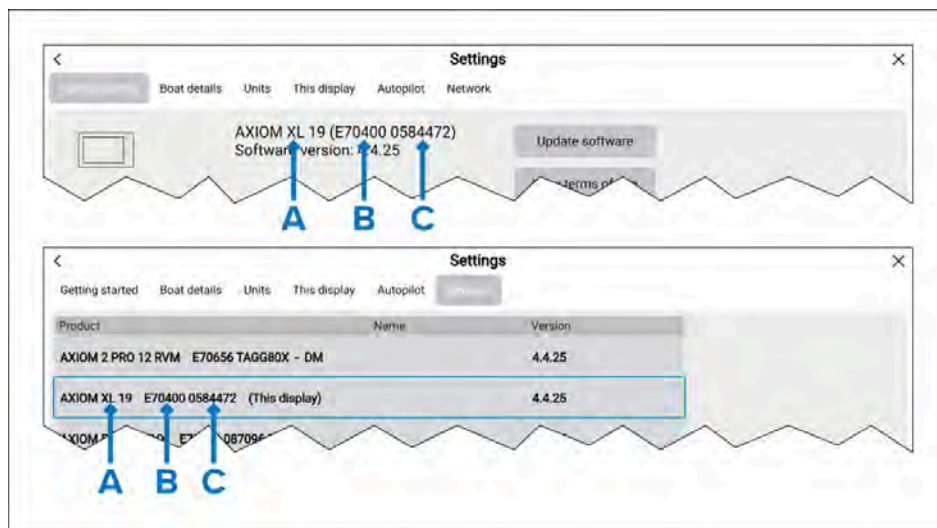 Settings
Boat details Units This display Autopilot Network
AXIOM XL 19 (E70400 0584472)
Software version: 4.4.25
Update software
terms of
A B C
Settings
Getting started Boat details Units This display Autopilot
Product Name Version
AXIOM 2 PRO 12 RVM E70656 TAGG80X - DM 4.4.25
AXIOM XL 19 E70400 0584472 (This display) 4.4.25
A B C